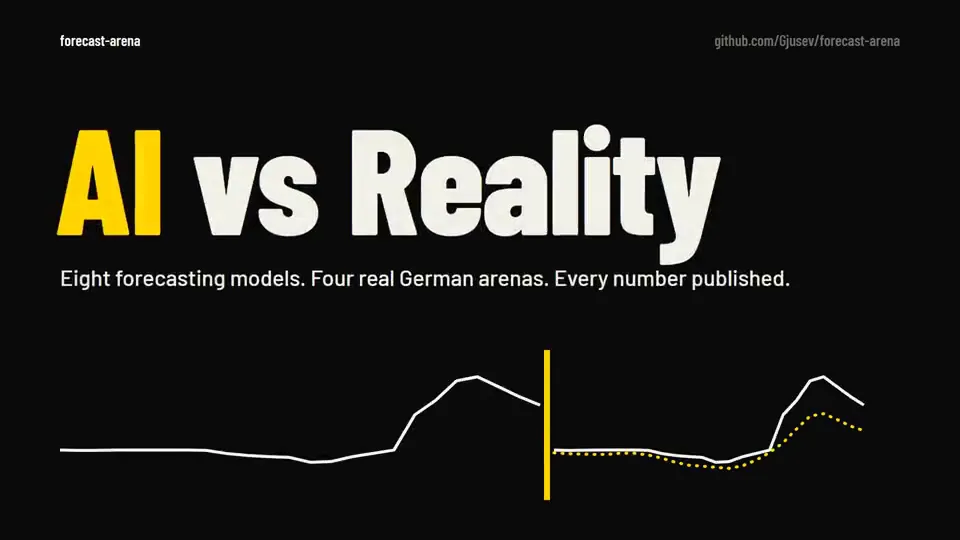 forecast-arena
github.com/Gjusev/forecast-arena
AI vs Reality
Eight forecasting models. Four real German arenas. Every number published.